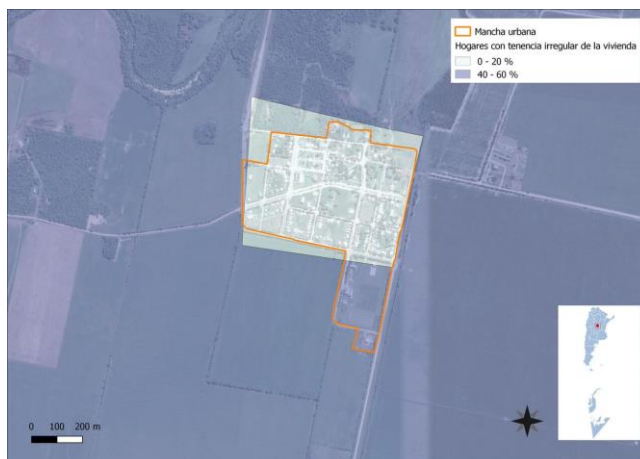 Mancha urbana
Hogares con tenencia irregular de la vivienda
0 - 20 %
40 - 60 %
0 100 200 m